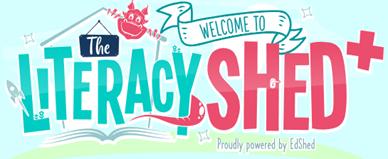 WELCOME TO
The
LITERACY SHED+
Proudly powered by EdShed